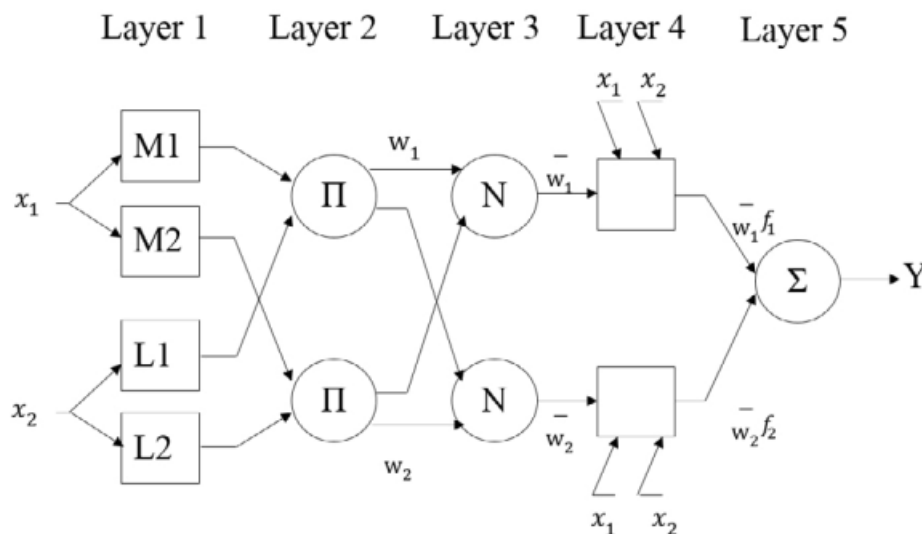 Layer 1 Layer 2 Layer 3 Layer 4 Layer 5
x₁ x₂
M1 w₁ w̄₁
Π N
x₁
M2 w̄₁f₁
Σ Y
L1
Π N
x₂ w̄₂ w̄₂f₂
L2 w₂
x₁ x₂